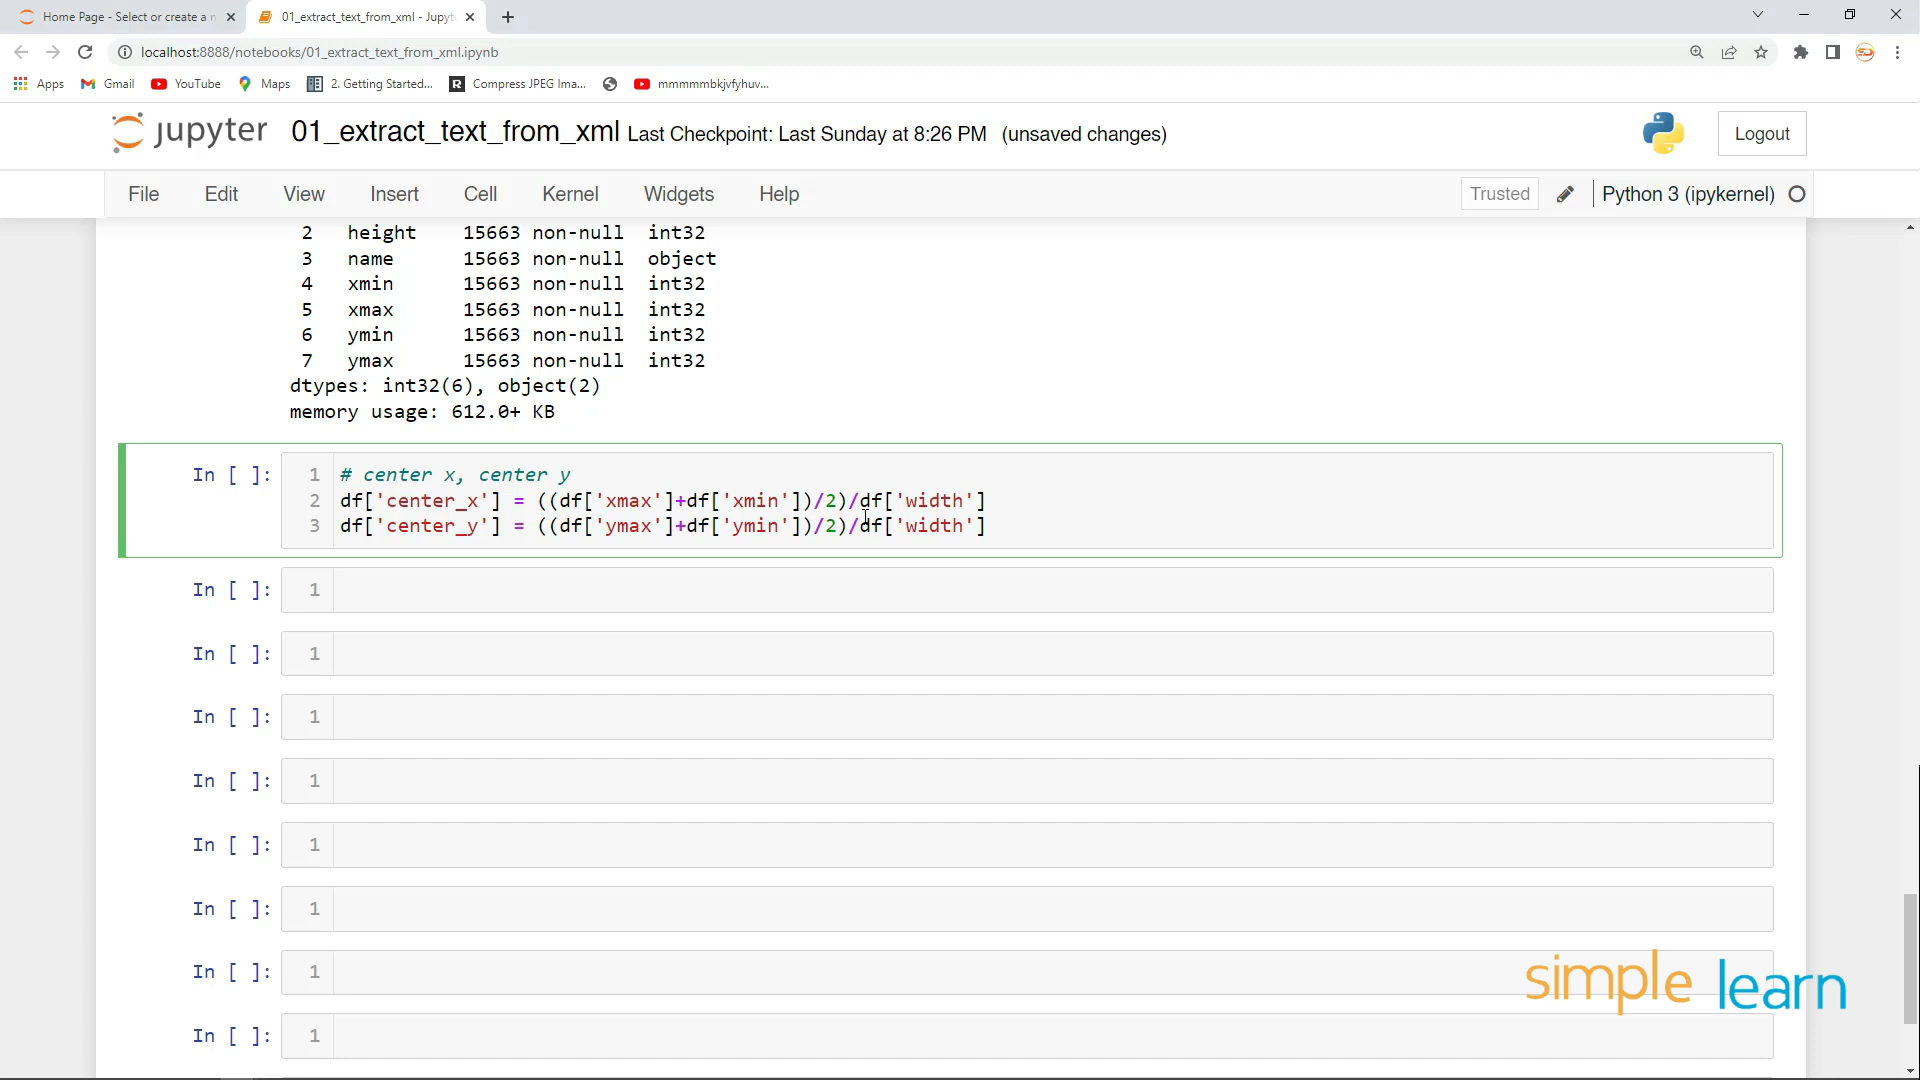 Home Page - Select or create a n
01_extract_text_from_xml - Jupyt
localhost:8888/notebooks/01_extract_text_from_xml.ipynb
Apps
Gmail
YouTube
Maps
2. Getting Started...
Compress JPEG Ima...
mmmmmbkjvfyhuv...
jupyter 01_extract_text_from_xml Last Checkpoint: Last Sunday at 8:26 PM (unsaved changes)
Logout
File Edit View Insert Cell Kernel Widgets Help
Trusted
Python 3 (ipykernel)
2 height 15663 non-null int32
3 name 15663 non-null object
4 xmin 15663 non-null int32
5 xmax 15663 non-null int32
6 ymin 15663 non-null int32
7 ymax 15663 non-null int32
dtypes: int32(6), object(2)
memory usage: 612.0+ KB
In [ ]: 1 # center x, center y
2 df['center_x'] = ((df['xmax']+df['xmin'])/2)/df['width']
3 df['center_y'] = ((df['ymax']+df['ymin'])/2)/df['width']
In [ ]: 1
In [ ]: 1
In [ ]: 1
In [ ]: 1
In [ ]: 1
In [ ]: 1
In [ ]: 1
In [ ]: 1
simplelearn